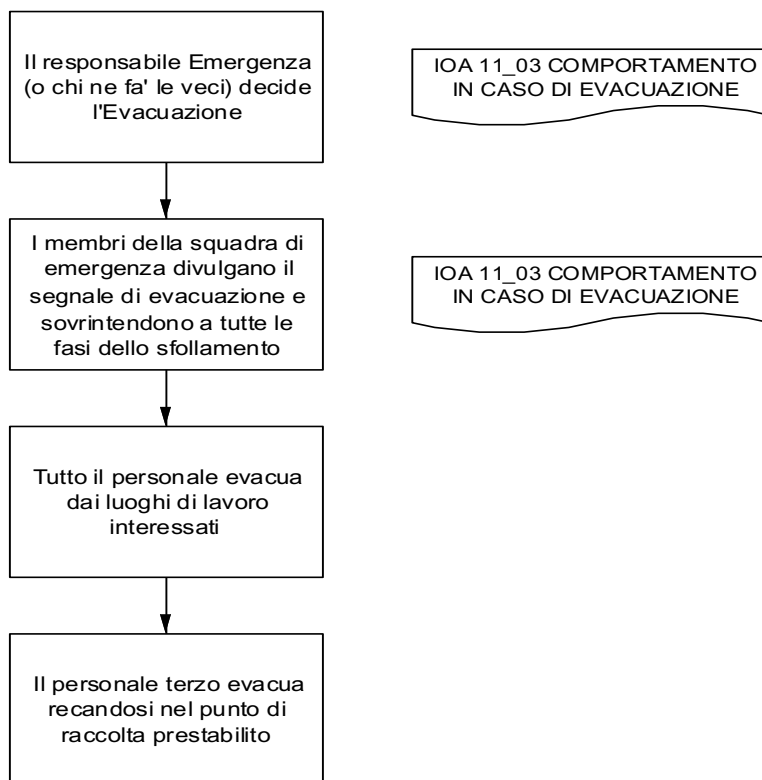 Il responsabile Emergenza
(o chi ne fa' le veci) decide
l'Evacuazione
IOA 11_03 COMPORTAMENTO
IN CASO DI EVACUAZIONE
I membri della squadra di
emergenza divulgano il
segnale di evacuazione e
sovrintendono a tutte le
fasi dello sfollamento
IOA 11_03 COMPORTAMENTO
IN CASO DI EVACUAZIONE
Tutto il personale evacua
dai luoghi di lavoro
interessati
Il personale terzo evacua
recandosi nel punto di
raccolta prestabilito